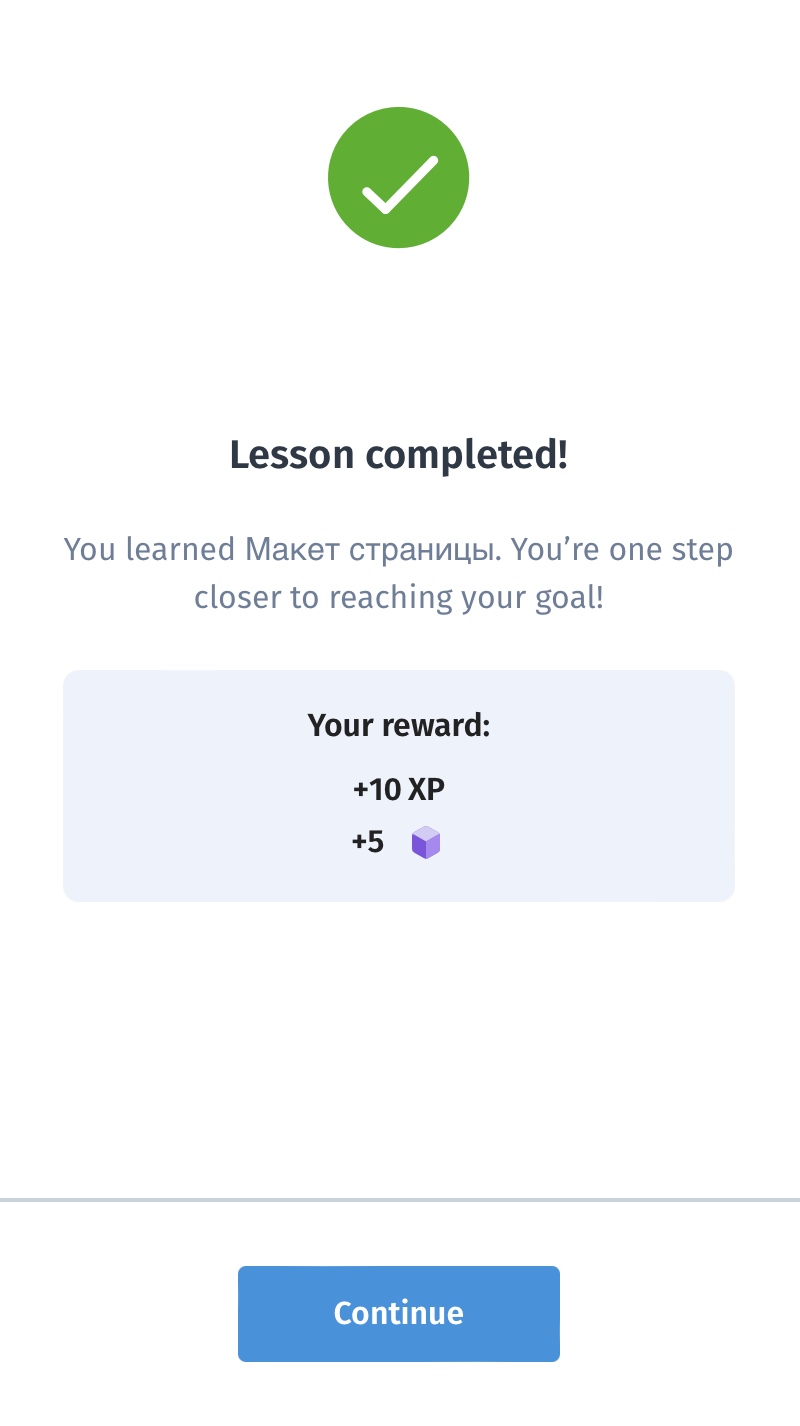 Lesson completed!
You learned Макет страницы. You’re one step
closer to reaching your goal!
Your reward:
+10 XP
+5
Continue